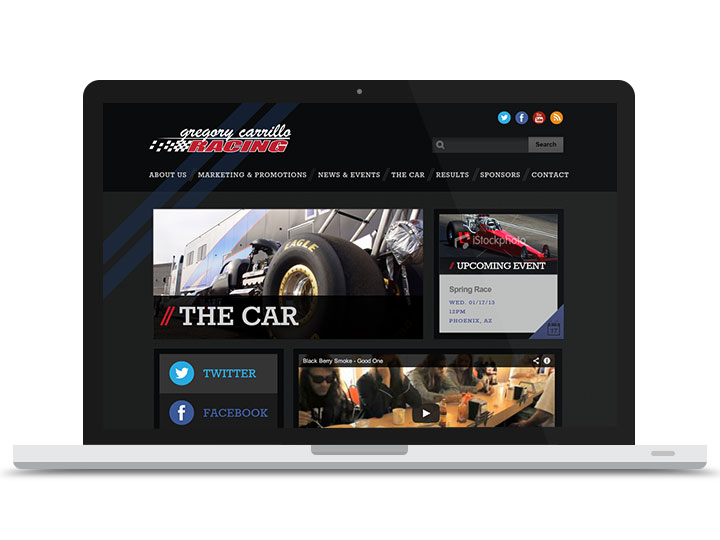 gregory carrillo
RACING
Search
ABOUT US / MARKETING & PROMOTIONS / NEWS & EVENTS / THE CAR / RESULTS / SPONSORS / CONTACT
EAGLE
// THE CAR
iStockphoto
// UPCOMING EVENT
Spring Race
WED. 01/17/13
12PM
PHOENIX, AZ
TWITTER
FACEBOOK
Black Berry Smoke - Good One